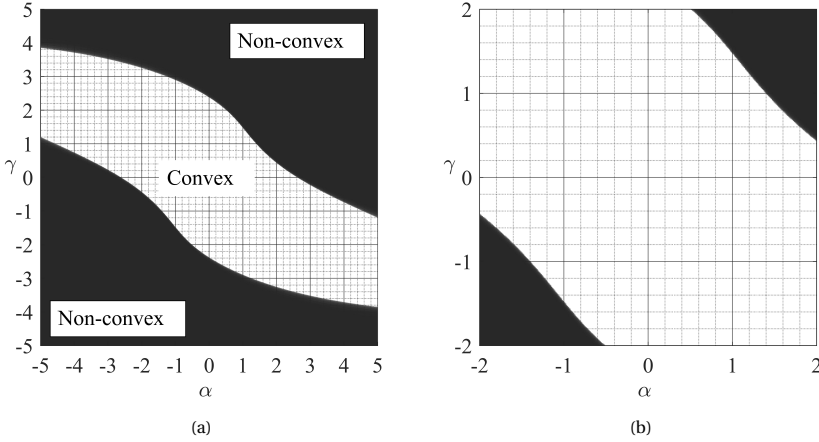 5
4
3
2
1
γ 0
-1
-2
-3
-4
-5
Non-convex
Convex
Non-convex
-5 -4 -3 -2 -1 0 1 2 3 4 5
α
(a)
2
1
γ 0
-1
-2
-2 -1 0 1 2
α
(b)